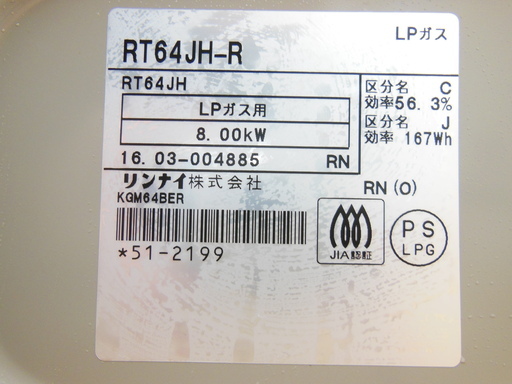 LPガス
RT64JH-R
RT64JH
LPガス用
8.00kW
16.03-004885 RN
区分名 C
効率56.3%
区分名 J
効率 167Wh
リンナイ株式会社
KGM64BER
RN(O)
*51-2199
JIA認証
PS
LPG